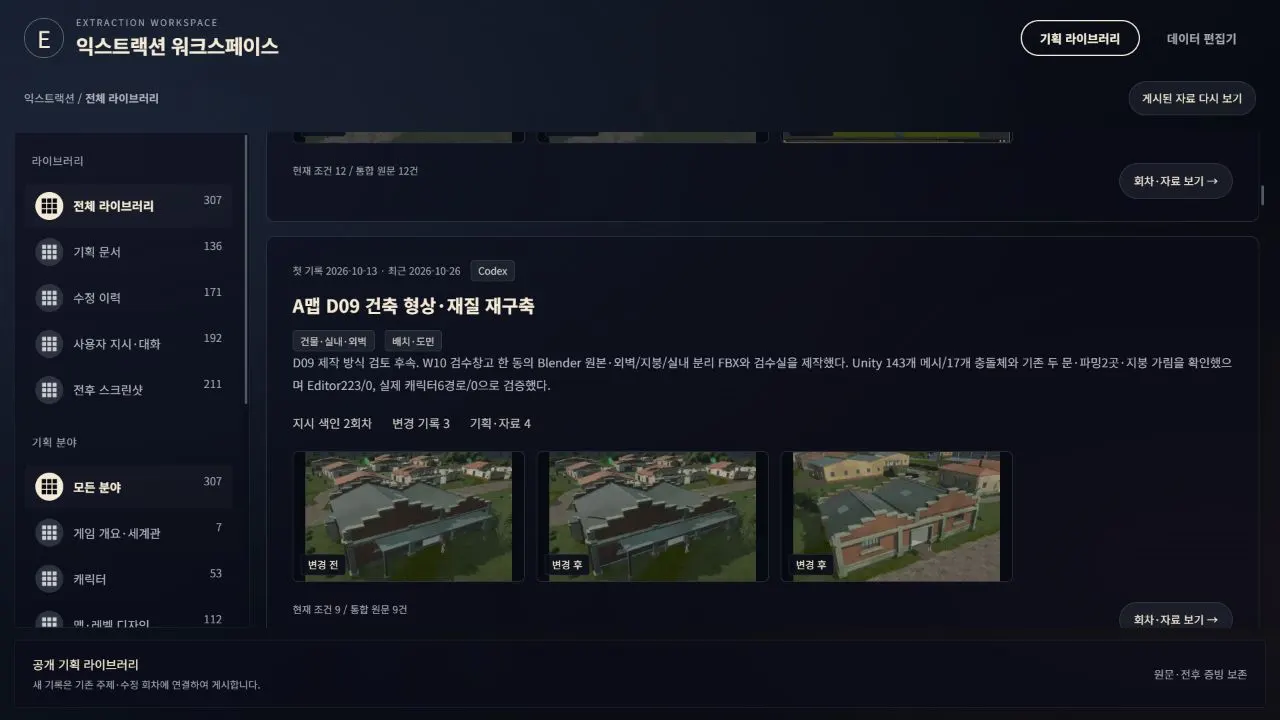 E
EXTRACTION WORKSPACE
익스트랙션 워크스페이스
기획 라이브러리
데이터 편집기
익스트랙션 / 전체 라이브러리
게시된 자료 다시 보기
라이브러리
전체 라이브러리 307
기획 문서 136
수정 이력 171
사용자 지시·대화 192
전후 스크린샷 211
기획 분야
모든 분야 307
게임 개요·세계관 7
캐릭터 53
맵·레벨 디자인 112
현재 조건 12 / 통합 원문 12건
회차·자료 보기 →
첫 기록 2026-10-13 · 최근 2026-10-26 Codex
A맵 D09 건축 형상·재질 재구축
건물·실내·외벽 배치·도면
D09 제작 방식 검토 후속. W10 검수창고 한 동의 Blender 원본·외벽/지붕/실내 분리 FBX와 검수실을 제작했다. Unity 143개 메시/17개 충돌체와 기존 두 문·파밍2곳·지붕 가림을 확인했으
며 Editor223/0, 실제 캐릭터6경로/0으로 검증했다.
지시 색인 2회차 변경 기록 3 기획·자료 4
변경 전
변경 후
변경 후
현재 조건 9 / 통합 원문 9건
회차·자료 보기 →
공개 기획 라이브러리
새 기록은 기존 주제·수정 회차에 연결하여 게시합니다.
원문·전후 증빙 보존